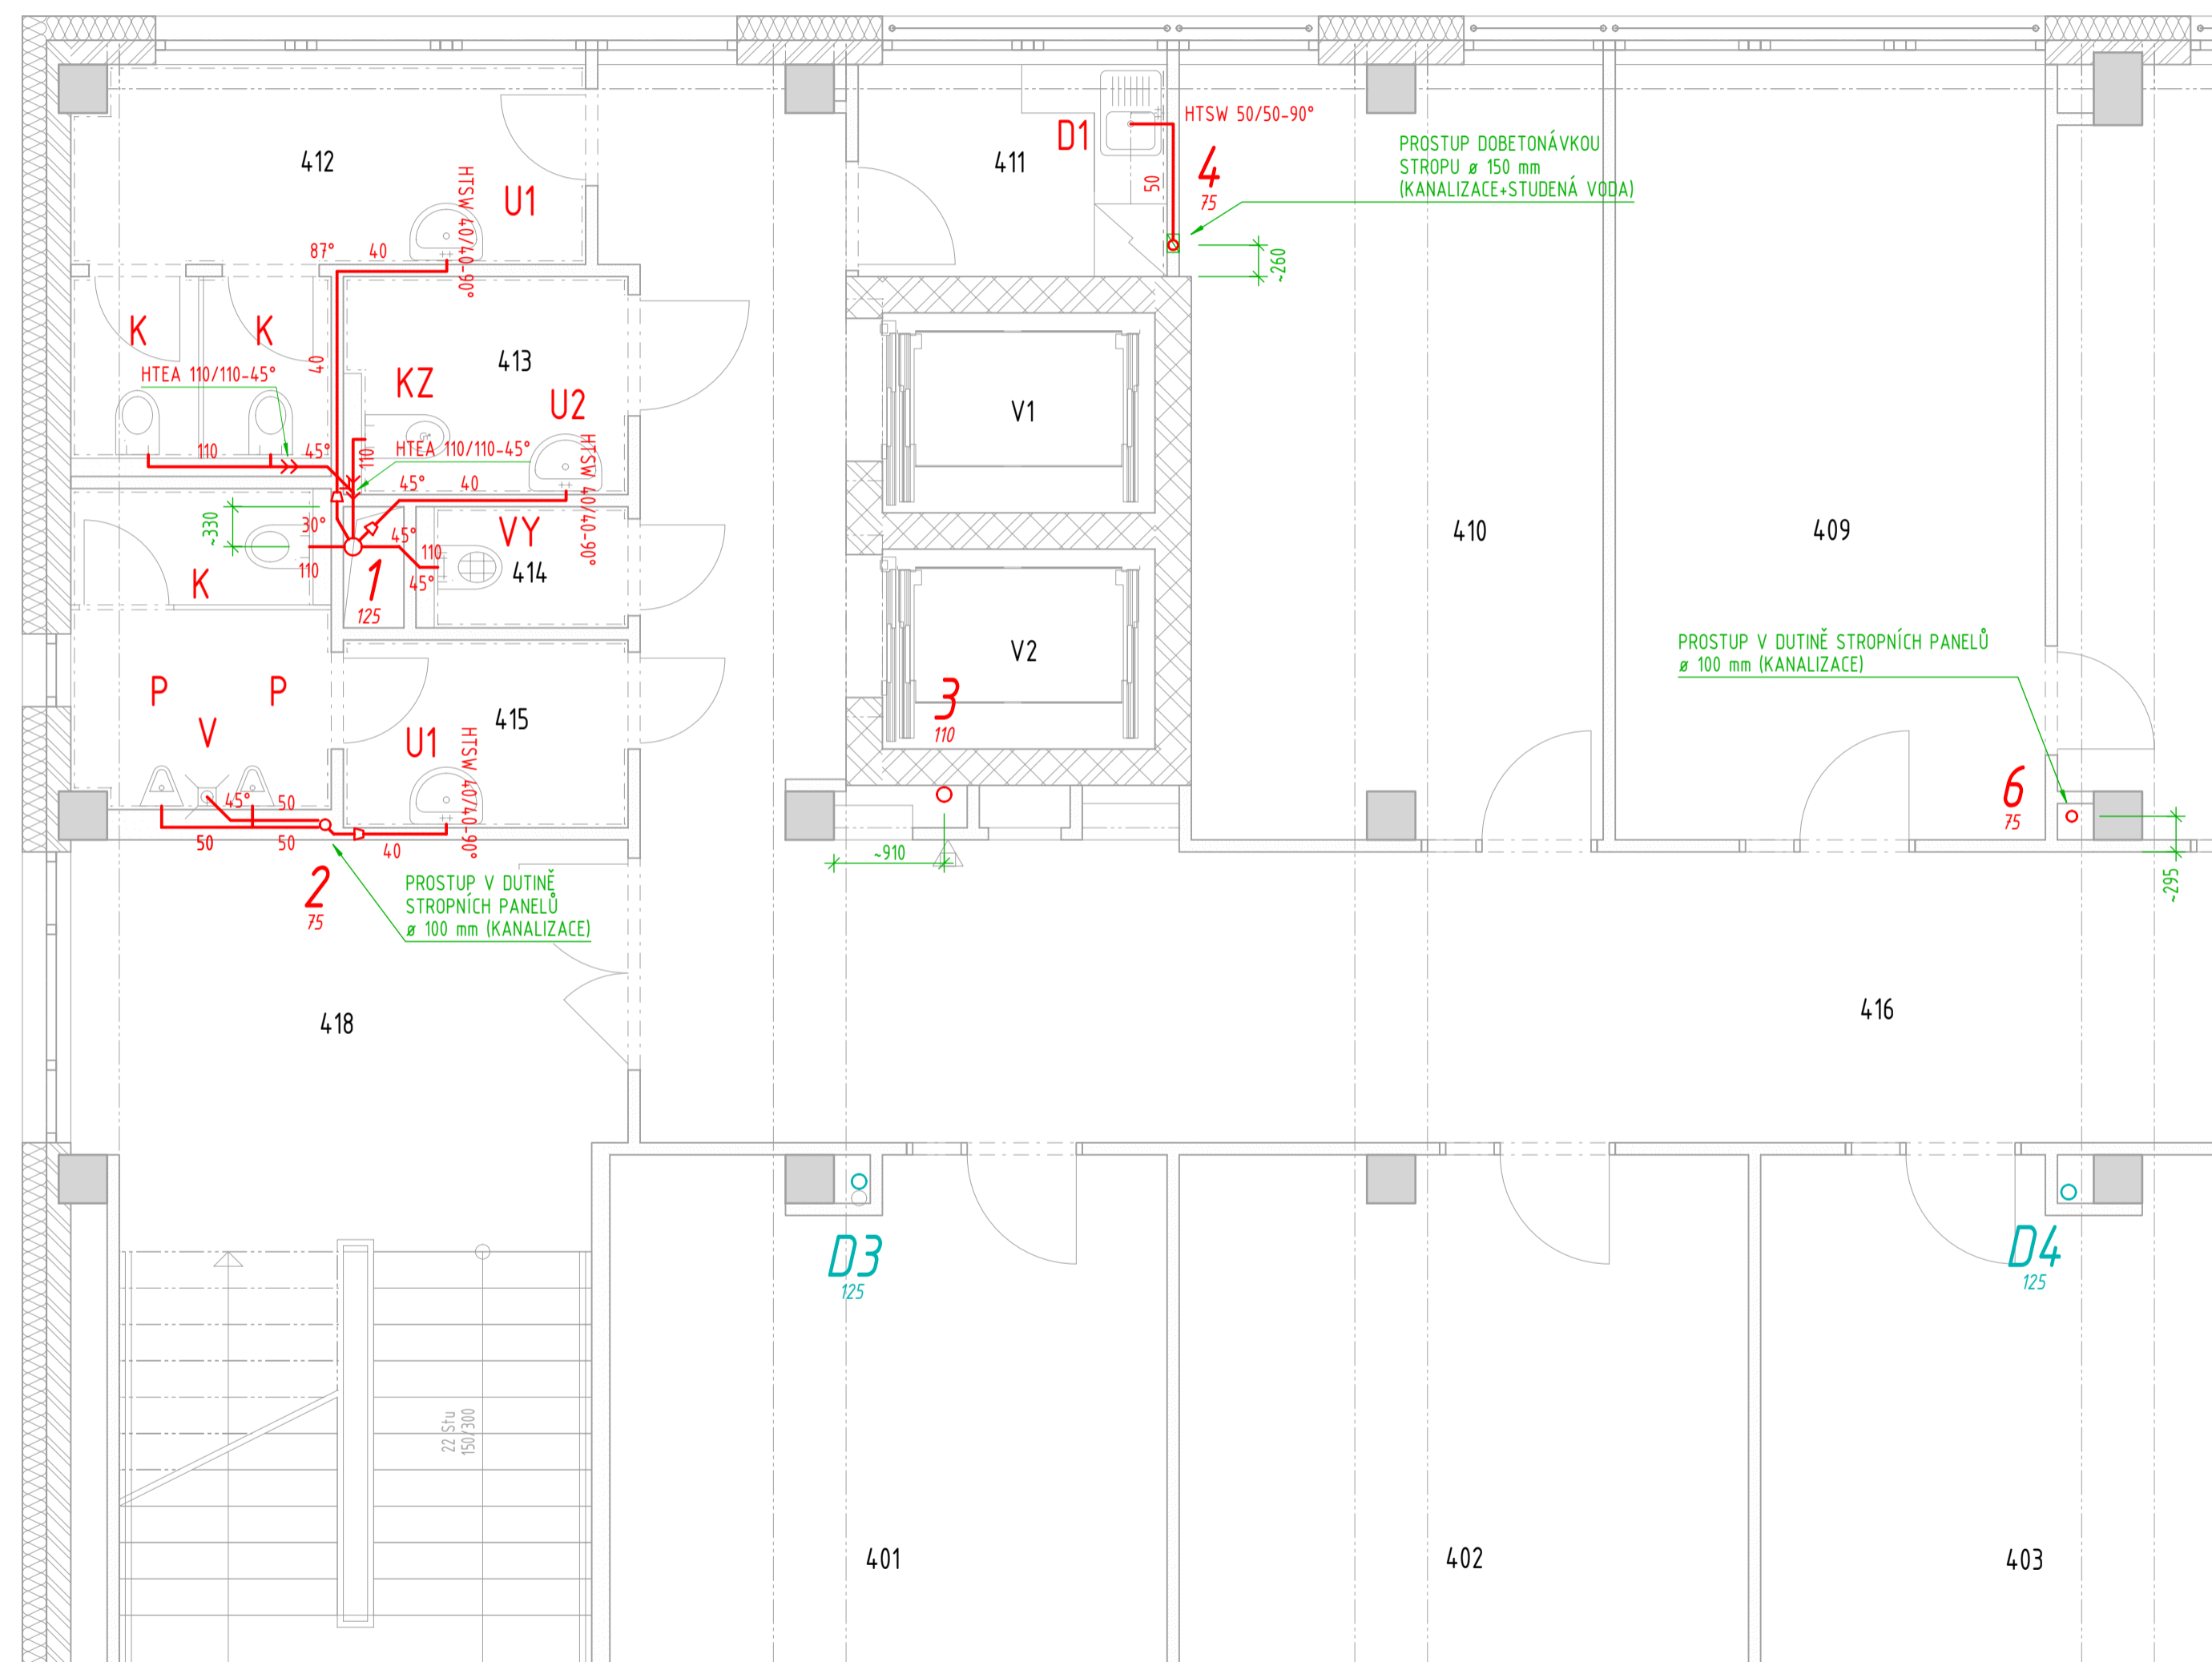 HTSW 50/50-90°
D1
4
75
50
411
412
U1
HTSW 40/40-90°
PROSTUP DOBETONÁVKOU
STROPU ø 150 mm
(KANALIZACE+STUDENÁ VODA)
~260
87°
40
K
K
40
HTEA 110/110-45°
413
KZ
U2
HTSW 40/40-90°
V1
110
45°
110
HTEA 110/110-45°
45°
40
~330
30°
45°
110
110
45°
VY
414
K
1
125
410
409
V2
PROSTUP V DUTINĚ STROPNÍCH PANELŮ
ø 100 mm (KANALIZACE)
P
P
V
415
U1
HTSW 40/40-90°
3
110
6
75
45°
50
50
50
40
~910
~295
2
75
PROSTUP V DUTINĚ
STROPNÍCH PANELŮ
ø 100 mm (KANALIZACE)
418
416
D3
125
D4
125
22 Stu
150/300
401
402
403